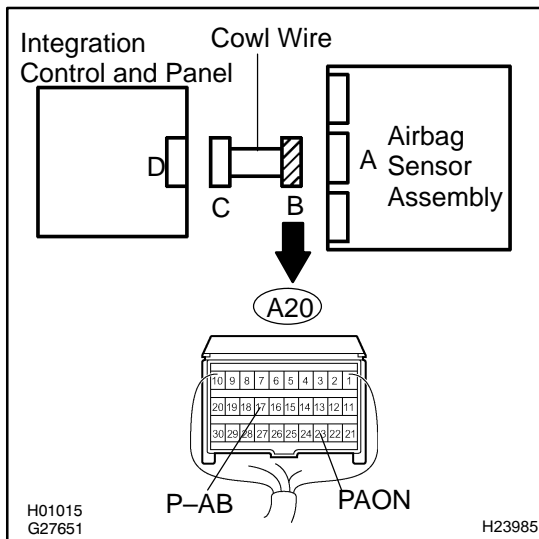 Integration
Control and Panel
Cowl Wire
Airbag
Sensor
Assembly
A
D
C
B
A20
10 9 8 7 6 5 4 3 2 1
20 19 18 17 16 15 14 13 12 11
30 29 28 27 26 25 24 23 22 21
P–AB
PAON
H01015
G27651
H23985